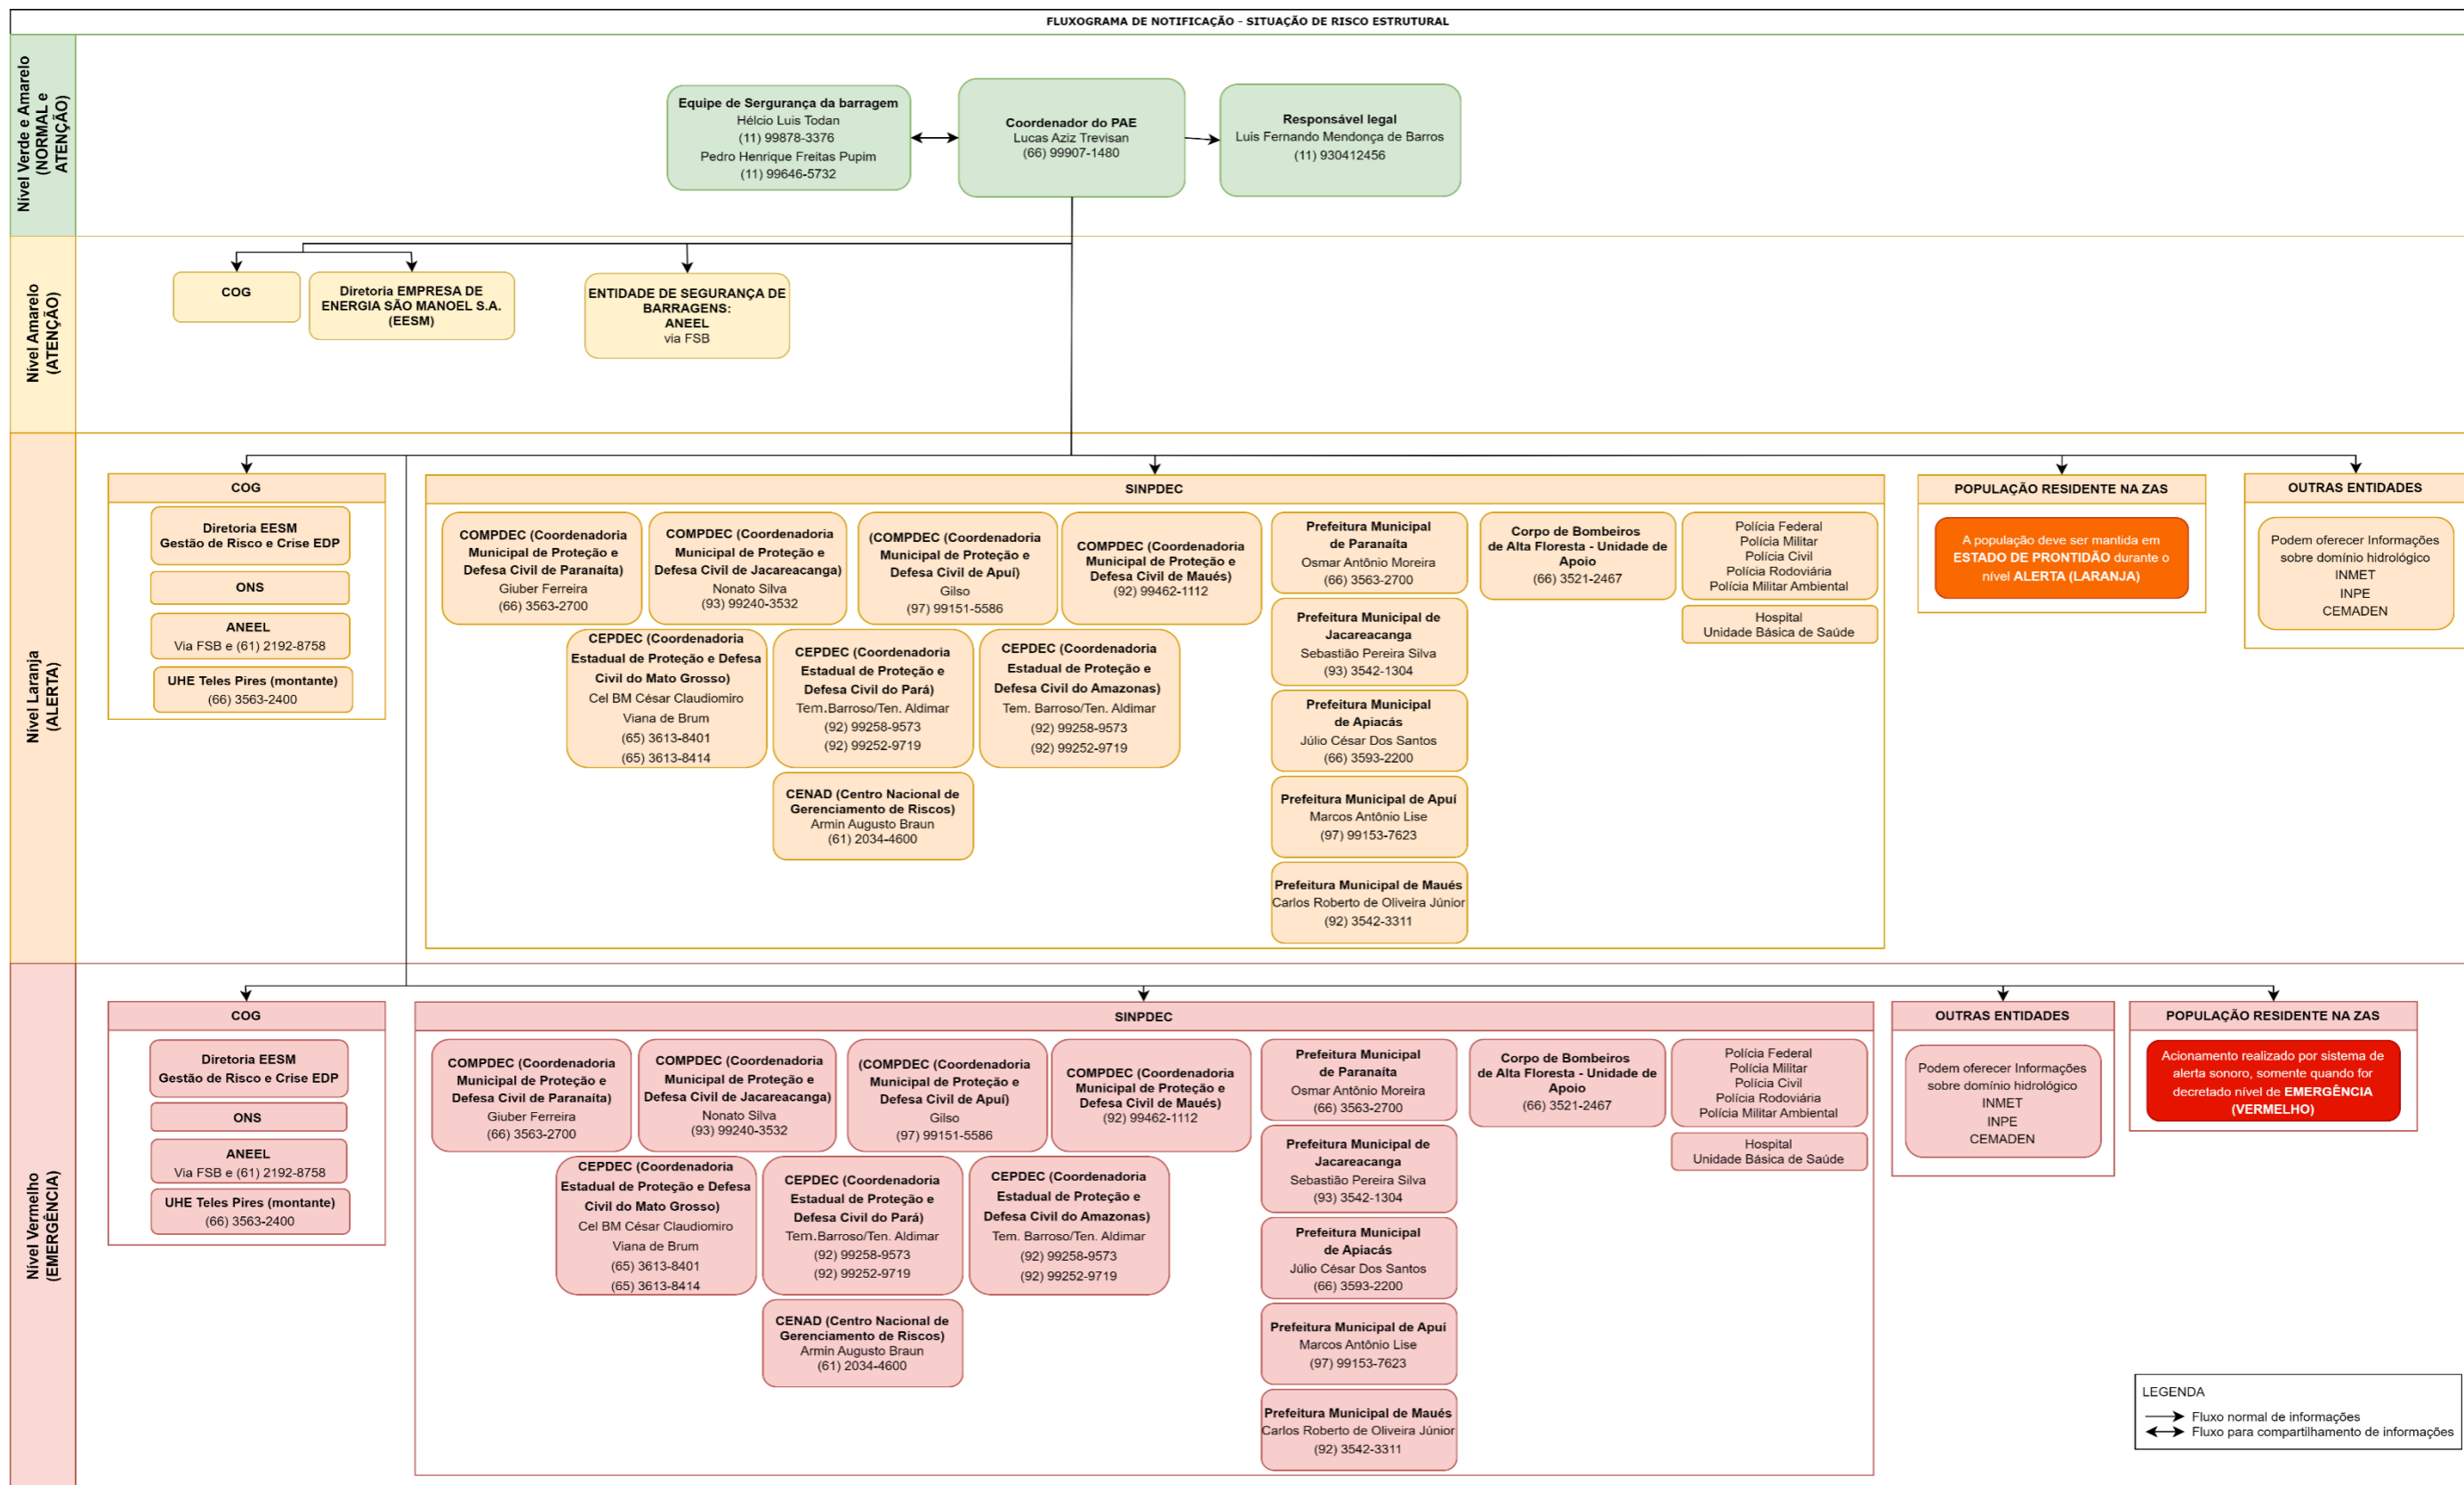 FLUXOGRAMA DE NOTIFICAÇÃO - SITUAÇÃO DE RISCO ESTRUTURAL
Nível Verde e Amarelo
(NORMAL e
ATENÇÃO)
Equipe de Sergurança da barragem
Hélcio Luis Todan
(11) 99878-3376
Pedro Henrique Freitas Pupim
(11) 99646-5732
Coordenador do PAE
Lucas Aziz Trevisan
(66) 99907-1480
Responsável legal
Luis Fernando Mendonça de Barros
(11) 930412456
Nível Amarelo
(ATENÇÃO)
COG
Diretoria EMPRESA DE
ENERGIA SÃO MANOEL S.A.
(EESM)
ENTIDADE DE SEGURANÇA DE
BARRAGENS:
ANEEL
via FSB
Nível Laranja
(ALERTA)
COG
Diretoria EESM
Gestão de Risco e Crise EDP
ONS
ANEEL
Via FSB e (61) 2192-8758
UHE Teles Pires (montante)
(66) 3563-2400
SINPDEC
COMPDEC (Coordenadoria
Municipal de Proteção e
Defesa Civil de Paranaíta)
Giuber Ferreira
(66) 3563-2700
COMPDEC (Coordenadoria
Municipal de Proteção e
Defesa Civil de Jacareacanga)
Nonato Silva
(93) 99240-3532
(COMPDEC (Coordenadoria
Municipal de Proteção e
Defesa Civil de Apuí)
Gilso
(97) 99151-5586
COMPDEC (Coordenadoria
Municipal de Proteção e
Defesa Civil de Maués)
(92) 99462-1112
CEPDEC (Coordenadoria
Estadual de Proteção e Defesa
Civil do Mato Grosso)
Cel BM César Claudiomiro
Viana de Brum
(65) 3613-8401
(65) 3613-8414
CEPDEC (Coordenadoria
Estadual de Proteção e
Defesa Civil do Pará)
Tem.Barroso/Ten. Aldimar
(92) 99258-9573
(92) 99252-9719
CEPDEC (Coordenadoria
Estadual de Proteção e
Defesa Civil do Amazonas)
Tem. Barroso/Ten. Aldimar
(92) 99258-9573
(92) 99252-9719
CENAD (Centro Nacional de
Gerenciamento de Riscos)
Armin Augusto Braun
(61) 2034-4600
Prefeitura Municipal
de Paranaíta
Osmar Antônio Moreira
(66) 3563-2700
Prefeitura Municipal de
Jacareacanga
Sebastião Pereira Silva
(93) 3542-1304
Prefeitura Municipal
de Apiacás
Júlio César Dos Santos
(66) 3593-2200
Prefeitura Municipal de Apuí
Marcos Antônio Lise
(97) 99153-7623
Prefeitura Municipal de Maués
Carlos Roberto de Oliveira Júnior
(92) 3542-3311
Corpo de Bombeiros
de Alta Floresta - Unidade de
Apoio
(66) 3521-2467
Polícia Federal
Polícia Militar
Polícia Civil
Polícia Rodoviária
Polícia Militar Ambiental
Hospital
Unidade Básica de Saúde
POPULAÇÃO RESIDENTE NA ZAS
A população deve ser mantida em
ESTADO DE PRONTIDÃO durante o
nível ALERTA (LARANJA)
OUTRAS ENTIDADES
Podem oferecer Informações
sobre domínio hidrológico
INMET
INPE
CEMADEN
Nível Vermelho
(EMERGÊNCIA)
COG
Diretoria EESM
Gestão de Risco e Crise EDP
ONS
ANEEL
Via FSB e (61) 2192-8758
UHE Teles Pires (montante)
(66) 3563-2400
SINPDEC
COMPDEC (Coordenadoria
Municipal de Proteção e
Defesa Civil de Paranaíta)
Giuber Ferreira
(66) 3563-2700
COMPDEC (Coordenadoria
Municipal de Proteção e
Defesa Civil de Jacareacanga)
Nonato Silva
(93) 99240-3532
(COMPDEC (Coordenadoria
Municipal de Proteção e
Defesa Civil de Apuí)
Gilso
(97) 99151-5586
COMPDEC (Coordenadoria
Municipal de Proteção e
Defesa Civil de Maués)
(92) 99462-1112
CEPDEC (Coordenadoria
Estadual de Proteção e Defesa
Civil do Mato Grosso)
Cel BM César Claudiomiro
Viana de Brum
(65) 3613-8401
(65) 3613-8414
CEPDEC (Coordenadoria
Estadual de Proteção e
Defesa Civil do Pará)
Tem.Barroso/Ten. Aldimar
(92) 99258-9573
(92) 99252-9719
CEPDEC (Coordenadoria
Estadual de Proteção e
Defesa Civil do Amazonas)
Tem. Barroso/Ten. Aldimar
(92) 99258-9573
(92) 99252-9719
CENAD (Centro Nacional de
Gerenciamento de Riscos)
Armin Augusto Braun
(61) 2034-4600
Prefeitura Municipal
de Paranaíta
Osmar Antônio Moreira
(66) 3563-2700
Prefeitura Municipal de
Jacareacanga
Sebastião Pereira Silva
(93) 3542-1304
Prefeitura Municipal
de Apiacás
Júlio César Dos Santos
(66) 3593-2200
Prefeitura Municipal de Apuí
Marcos Antônio Lise
(97) 99153-7623
Prefeitura Municipal de Maués
Carlos Roberto de Oliveira Júnior
(92) 3542-3311
Corpo de Bombeiros
de Alta Floresta - Unidade de
Apoio
(66) 3521-2467
Polícia Federal
Polícia Militar
Polícia Civil
Polícia Rodoviária
Polícia Militar Ambiental
Hospital
Unidade Básica de Saúde
OUTRAS ENTIDADES
Podem oferecer Informações
sobre domínio hidrológico
INMET
INPE
CEMADEN
POPULAÇÃO RESIDENTE NA ZAS
Acionamento realizado por sistema de
alerta sonoro, somente quando for
decretado nível de EMERGÊNCIA
(VERMELHO)
LEGENDA
Fluxo normal de informações
Fluxo para compartilhamento de informações